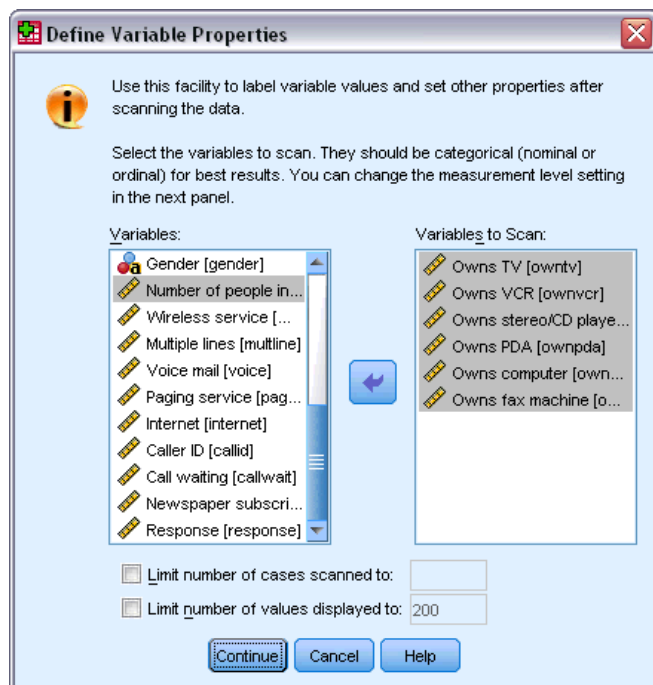 Define Variable Properties
Use this facility to label variable values and set other properties after
scanning the data.
Select the variables to scan. They should be categorical (nominal or
ordinal) for best results. You can change the measurement level setting
in the next panel.
Variables:
Gender [gender]
Number of people in...
Wireless service [...
Multiple lines [multline]
Voice mail [voice]
Paging service [pag...
Internet [internet]
Caller ID [callid]
Call waiting [callwait]
Newspaper subscri...
Response [response]
Variables to Scan:
Owns TV [owntv]
Owns VCR [ownvcr]
Owns stereo/CD playe...
Owns PDA [ownpda]
Owns computer [own...
Owns fax machine [o...
Limit number of cases scanned to:
Limit number of values displayed to: 200
Continue Cancel Help